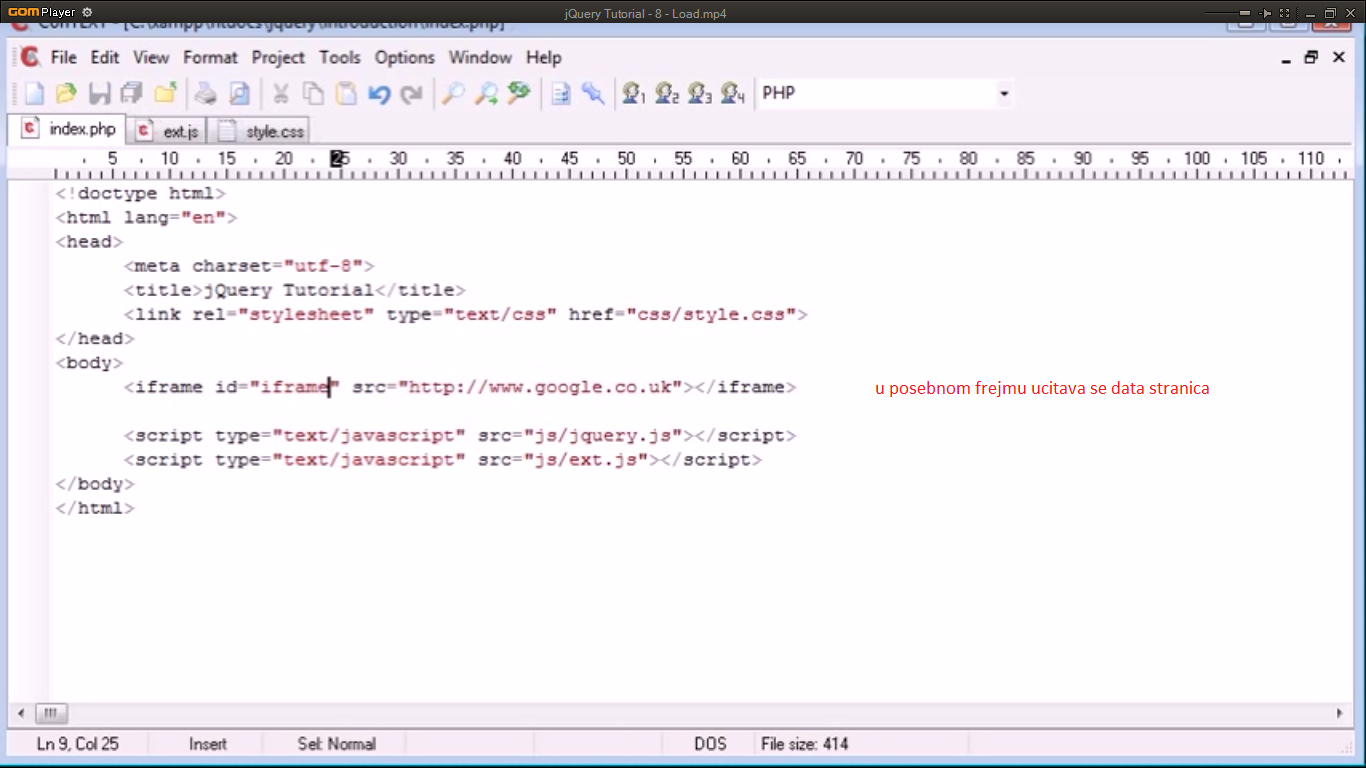 GOM Player jQuery Tutorial - 8 - Load.mp4
ConTEXT - [C:\xampp\htdocs\jquery\introduction\index.php]
File Edit View Format Project Tools Options Window Help
1 2 3 4 PHP
index.php ext.js style.css
5 10 15 20 25 30 35 40 45 50 55 60 65 70 75 80 85 90 95 100 105 110
<!doctype html>
<html lang="en">
<head>
<meta charset="utf-8">
<title>jQuery Tutorial</title>
<link rel="stylesheet" type="text/css" href="css/style.css">
</head>
<body>
<iframe id="iframe" src="http://www.google.co.uk"></iframe> u posebnom frejmu ucitava se data stranica
<script type="text/javascript" src="js/jquery.js"></script>
<script type="text/javascript" src="js/ext.js"></script>
</body>
</html>
Ln 9, Col 25 Insert Sel: Normal DOS File size: 414